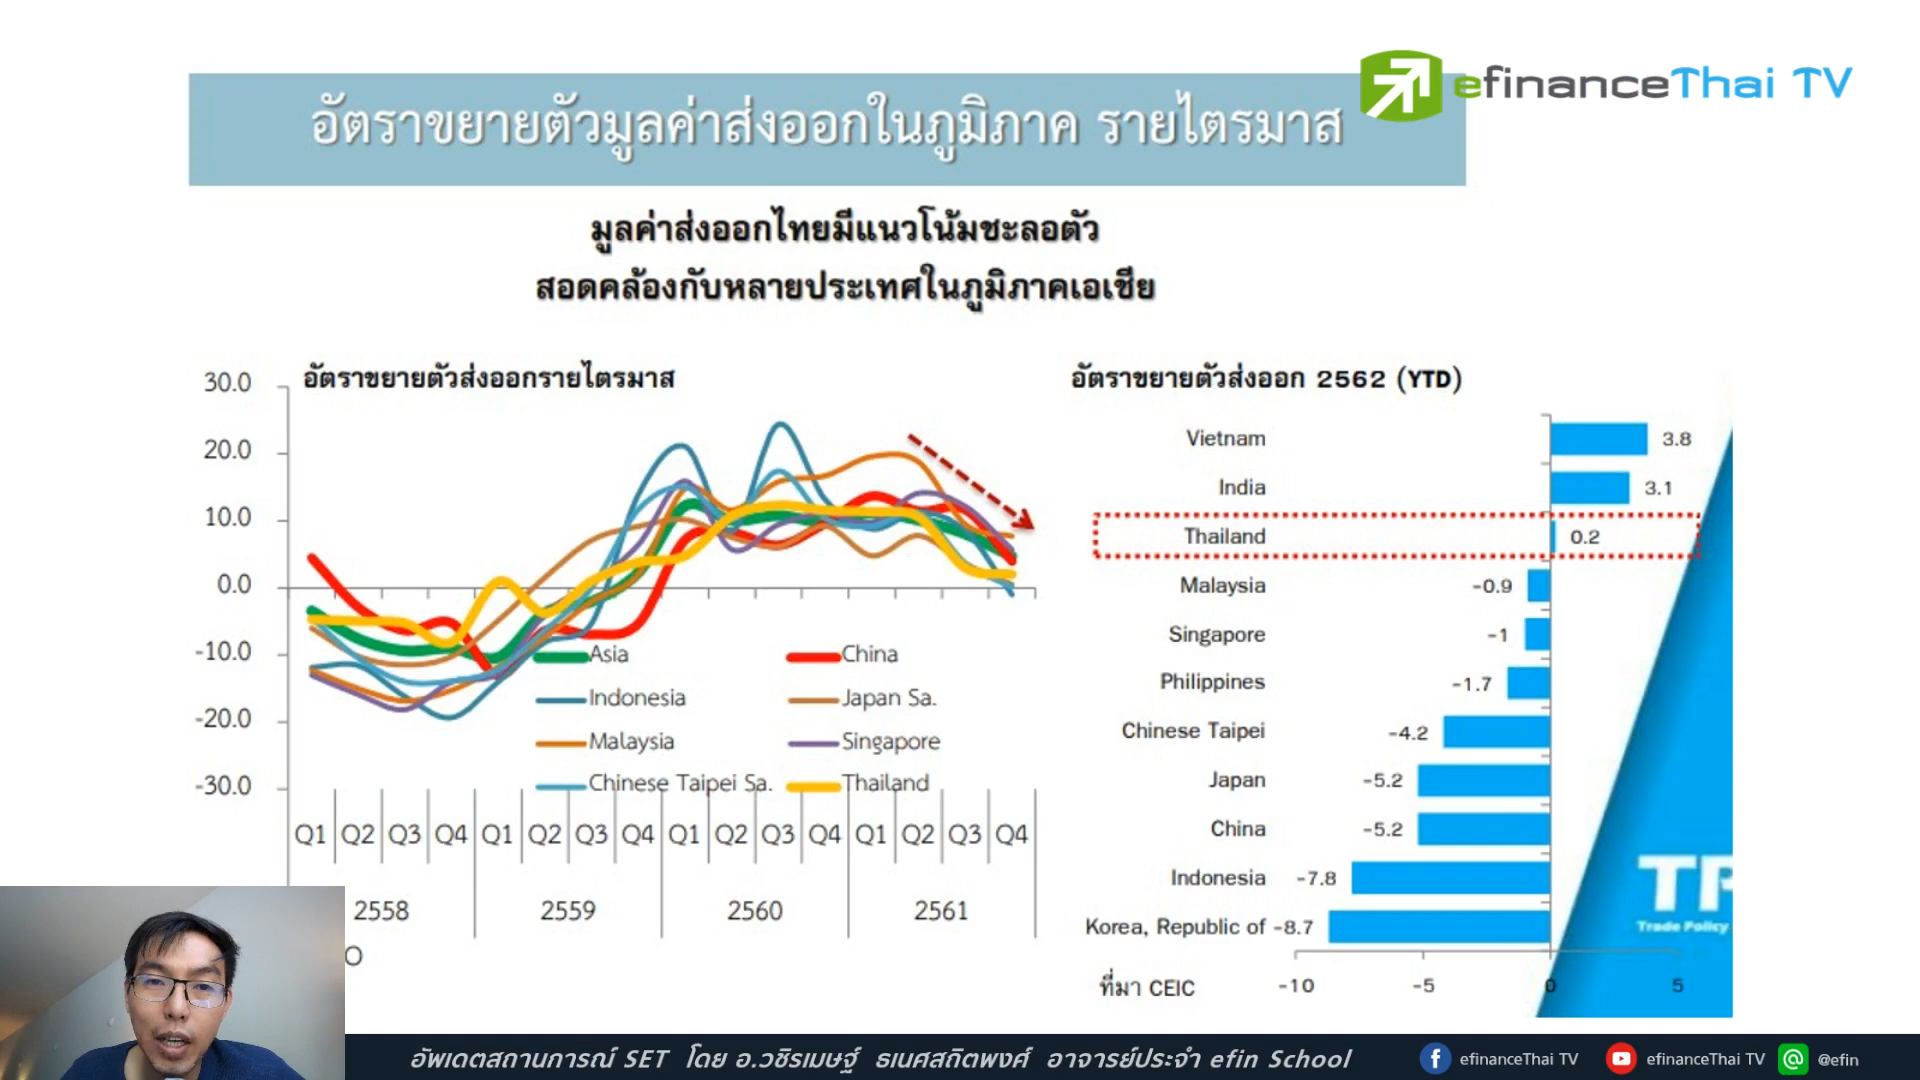 efinanceThai TV
อัตราขยายตัวมูลค่าส่งออกในภูมิภาค รายไตรมาส
มูลค่าส่งออกไทยมีแนวโน้มชะลอตัว
สอดคล้องกับหลายประเทศในภูมิภาคเอเชีย
อัตราขยายตัวส่งออกรายไตรมาส
30.0
20.0
10.0
0.0
-10.0
-20.0
-30.0
Asia China
Indonesia Japan Sa.
Malaysia Singapore
Chinese Taipei Sa. Thailand
Q1 Q2 Q3 Q4 Q1 Q2 Q3 Q4 Q1 Q2 Q3 Q4 Q1 Q2 Q3 Q4
2558 2559 2560 2561
O
อัตราขยายตัวส่งออก 2562 (YTD)
Vietnam 3.8
India 3.1
Thailand 0.2
Malaysia -0.9
Singapore -1
Philippines -1.7
Chinese Taipei -4.2
Japan -5.2
China -5.2
Indonesia -7.8
Korea, Republic of -8.7
ที่มา CEIC -10 -5 0 5
TP
Trade Policy
อัพเดตสถานการณ์ SET โดย อ.วชิรเมษฐ์ ธเนศสถิตพงศ์ อาจารย์ประจำ efin School
efinanceThai TV efinanceThai TV @efin